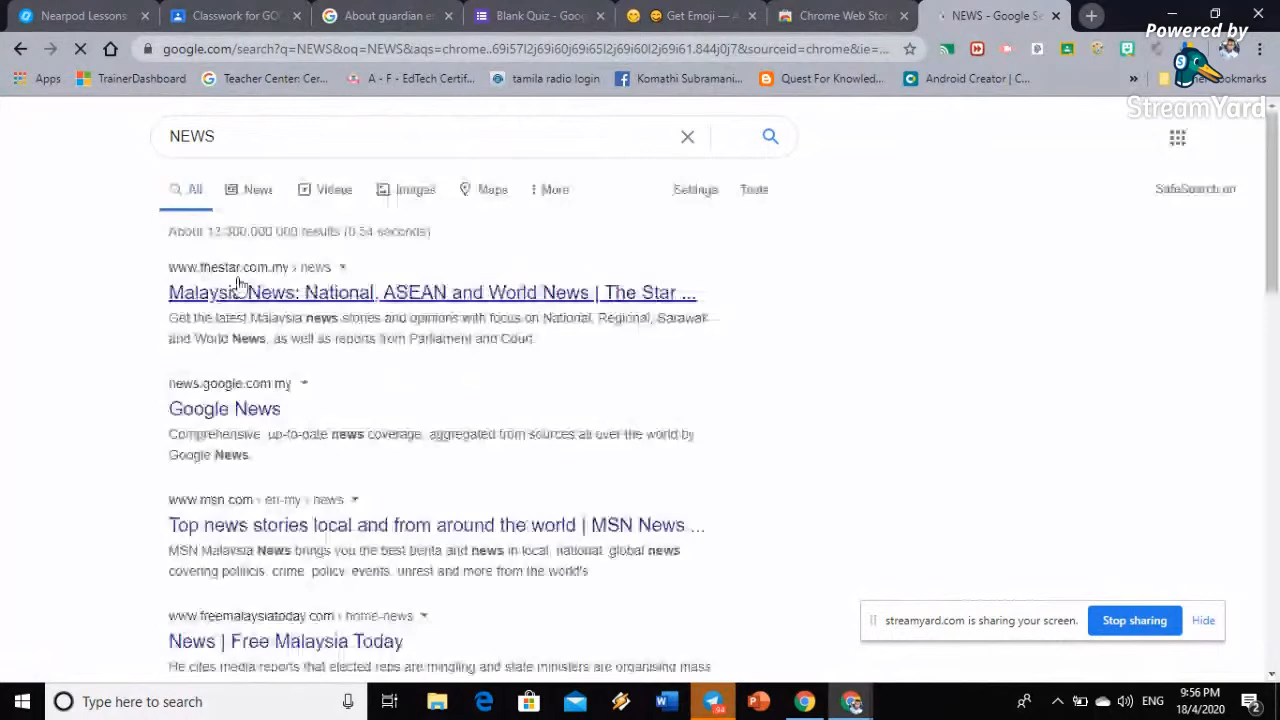 Nearpod Lessons
Classwork for GO
About guardian e
Blank Quiz - Goog
Get Emoji — A
Chrome Web Stor
NEWS - Google Se
Powered by
StreamYard
google.com/search?q=NEWS&oq=NEWS&aqs=chrome..69i57l2j69i60j69i65l2j69i60l2j69i61.844j0j7&sourceid=chrome&ie=...
Apps
TrainerDashboard
Teacher Center: Cer...
A - F - EdTech Certif...
tamila radio login
Komathi Subramani...
Quest For Knowled...
Android Creator | C...
»
NEWS
All
News
Videos
Images
Maps
More
Settings
Tools
SafeSearch on
www.thestar.com.my › news
Malaysia News: National, ASEAN and World News | The Star ...
Get the latest Malaysia news stories and opinions with focus on National, Regional, Sarawak
and World News, as well as reports from Parliament and Court.
news.google.com.my
Google News
Comprehensive up-to-date news coverage, aggregated from sources all over the world by
Google News.
www.msn.com › en-my › news
Top news stories local and from around the world | MSN News ...
MSN Malaysia News brings you the best berita and news in local, national, global news
covering politics, crime, policy, events, unrest and more from the world's
www.freemalaysiatoday.com › home-news
News | Free Malaysia Today
He cites media reports that elected reps are mingling and state ministers are organising mass
streamyard.com is sharing your screen.
Stop sharing
Hide
Type here to search
94
ENG
9:56 PM
18/4/2020
2